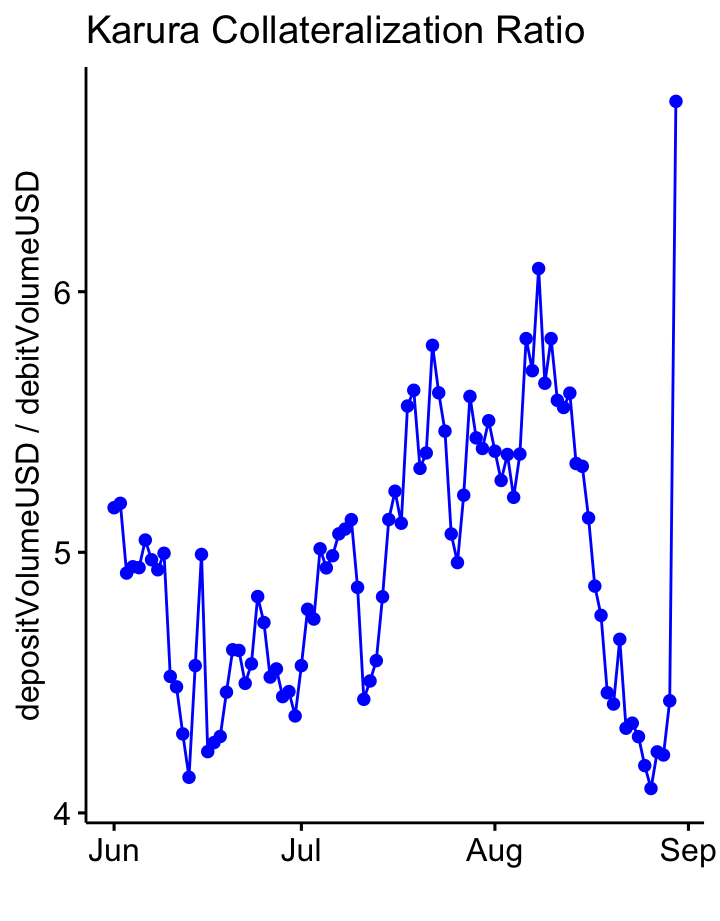 Karura Collateralization Ratio
depositVolumeUSD / debitVolumeUSD
6
5
4
Jun
Jul
Aug
Sep